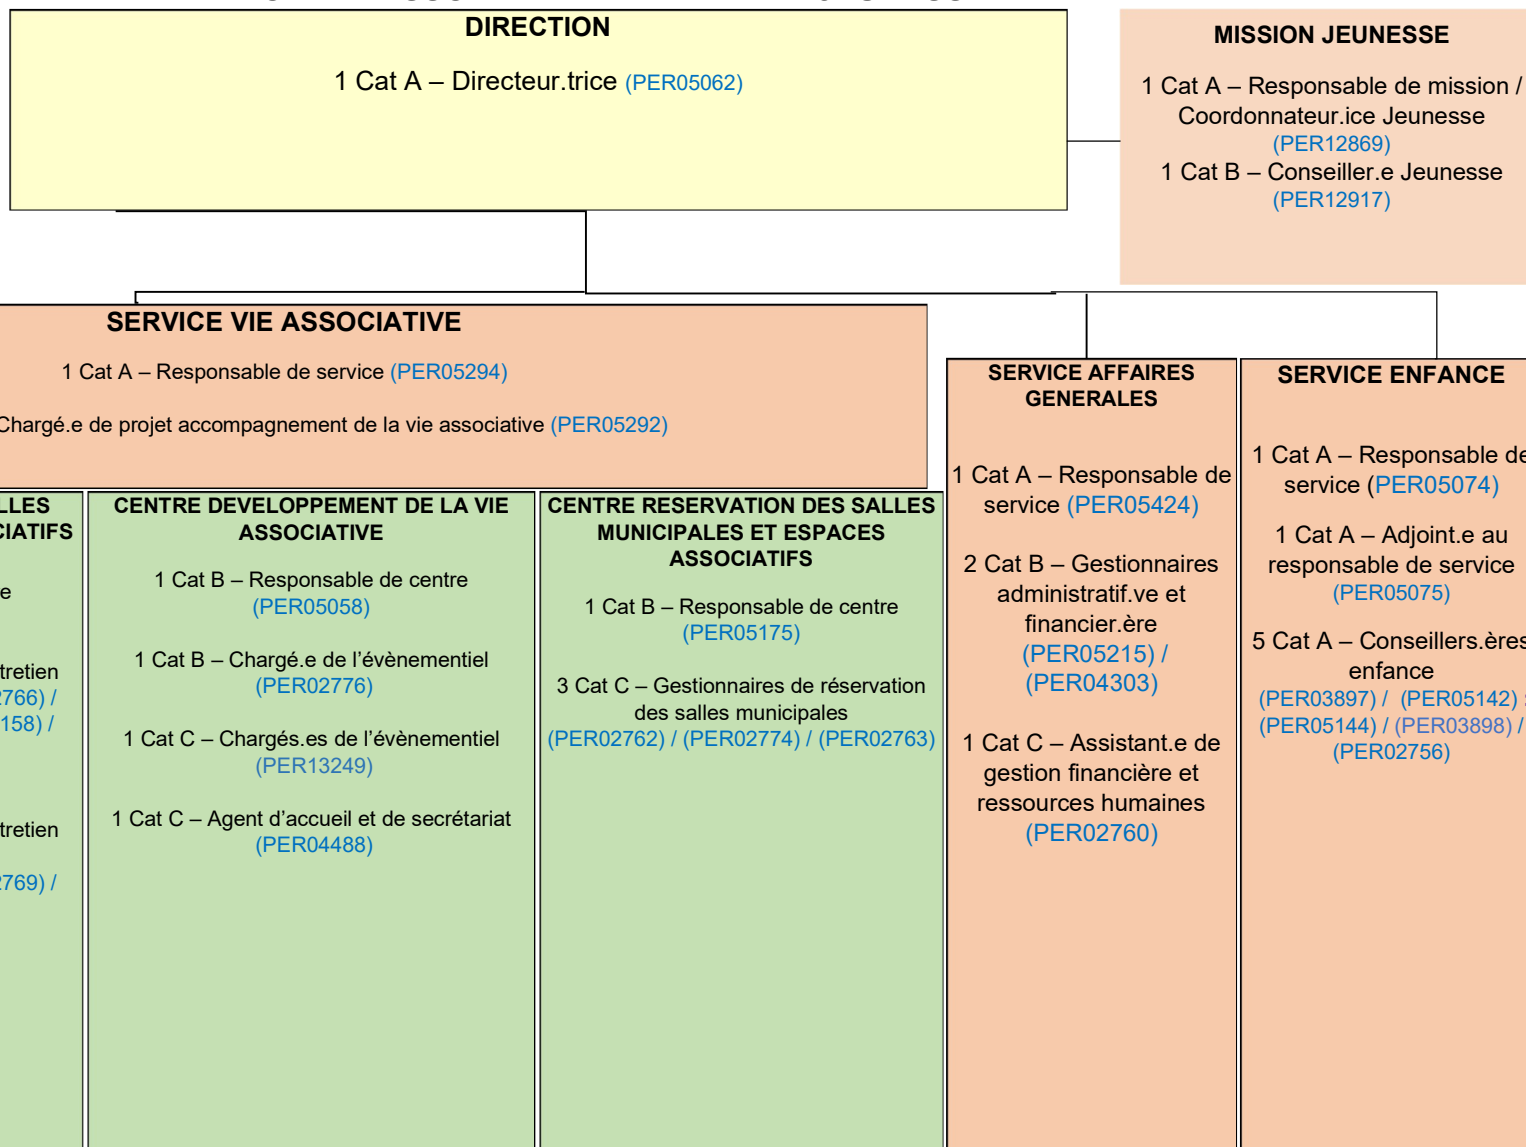 DIRECTION
1 Cat A – Directeur.trice (PER05062)
MISSION JEUNESSE
1 Cat A – Responsable de mission /
Coordonnateur.ice Jeunesse
(PER12869)
1 Cat B – Conseiller.e Jeunesse
(PER12917)
SERVICE VIE ASSOCIATIVE
1 Cat A – Responsable de service (PER05294)
Chargé.e de projet accompagnement de la vie associative (PER05292)
LLES
CIATIFS
e
tretien
2766) /
158) /
tretien
2769) /
CENTRE DEVELOPPEMENT DE LA VIE
ASSOCIATIVE
1 Cat B – Responsable de centre
(PER05058)
1 Cat B – Chargé.e de l’évènementiel
(PER02776)
1 Cat C – Chargés.es de l’évènementiel
(PER13249)
1 Cat C – Agent d’accueil et de secrétariat
(PER04488)
CENTRE RESERVATION DES SALLES
MUNICIPALES ET ESPACES
ASSOCIATIFS
1 Cat B – Responsable de centre
(PER05175)
3 Cat C – Gestionnaires de réservation
des salles municipales
(PER02762) / (PER02774) / (PER02763)
SERVICE AFFAIRES
GENERALES
1 Cat A – Responsable de
service (PER05424)
2 Cat B – Gestionnaires
administratif.ve et
financier.ère
(PER05215) /
(PER04303)
1 Cat C – Assistant.e de
gestion financière et
ressources humaines
(PER02760)
SERVICE ENFANCE
1 Cat A – Responsable de
service (PER05074)
1 Cat A – Adjoint.e au
responsable de service
(PER05075)
5 Cat A – Conseillers.ères
enfance
(PER03897) / (PER05142)
(PER05144) / (PER03898) /
(PER02756)